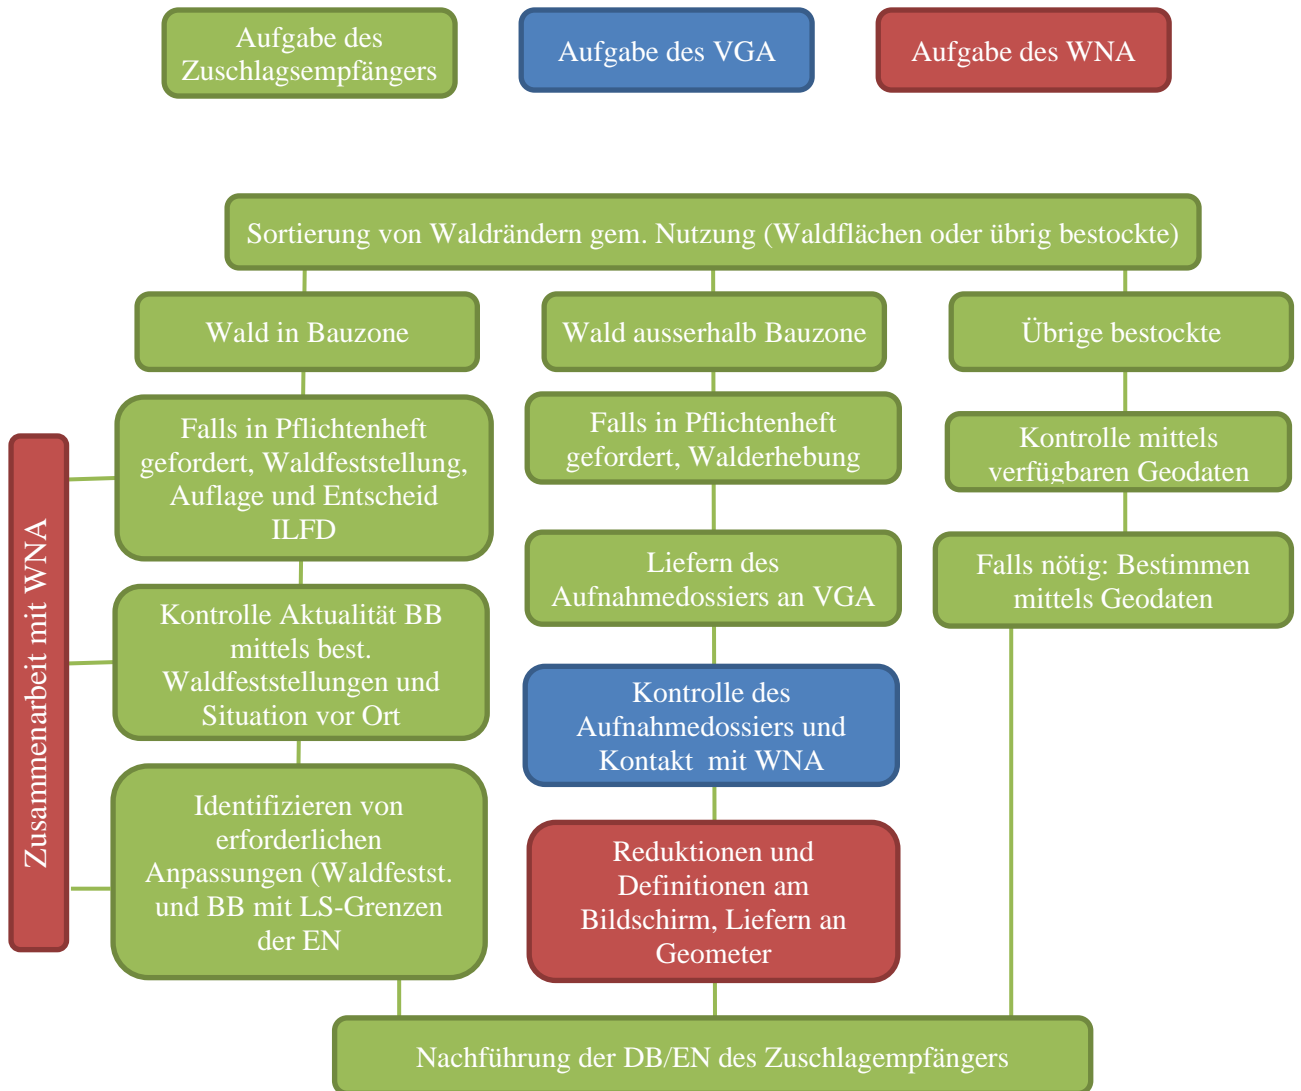 Aufgabe des
Zuschlagsempfängers
Aufgabe des VGA
Aufgabe des WNA
Sortierung von Waldrändern gem. Nutzung (Waldflächen oder übrig bestockte)
Wald in Bauzone
Wald ausserhalb Bauzone
Übrige bestockte
Zusammenarbeit mit WNA
Falls in Pflichtenheft
gefordert, Waldfeststellung,
Auflage und Entscheid
ILFD
Kontrolle Aktualität BB
mittels best.
Waldfeststellungen und
Situation vor Ort
Identifizieren von
erforderlichen
Anpassungen (Waldfestst.
und BB mit LS-Grenzen
der EN
Falls in Pflichtenheft
gefordert, Walderhebung
Liefern des
Aufnahmedossiers an VGA
Kontrolle des
Aufnahmedossiers und
Kontakt mit WNA
Reduktionen und
Definitionen am
Bildschirm, Liefern an
Geometer
Kontrolle mittels
verfügbaren Geodaten
Falls nötig: Bestimmen
mittels Geodaten
Nachführung der DB/EN des Zuschlagempfängers